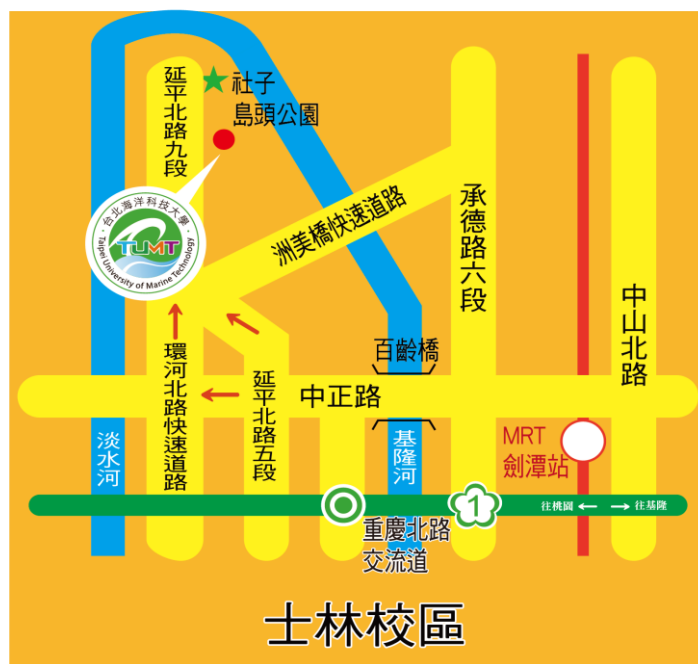 社子
島頭公園
延平北路九段
台北海洋科技大學
TUMT
Taipei University of Marine Technology
洲美橋快速道路
承德路六段
中山北路
百齡橋
環河北路快速道路
延平北路五段
中正路
淡水河
基隆河
MRT
劍潭站
1
往桃園
往基隆
重慶北路
交流道
士林校區